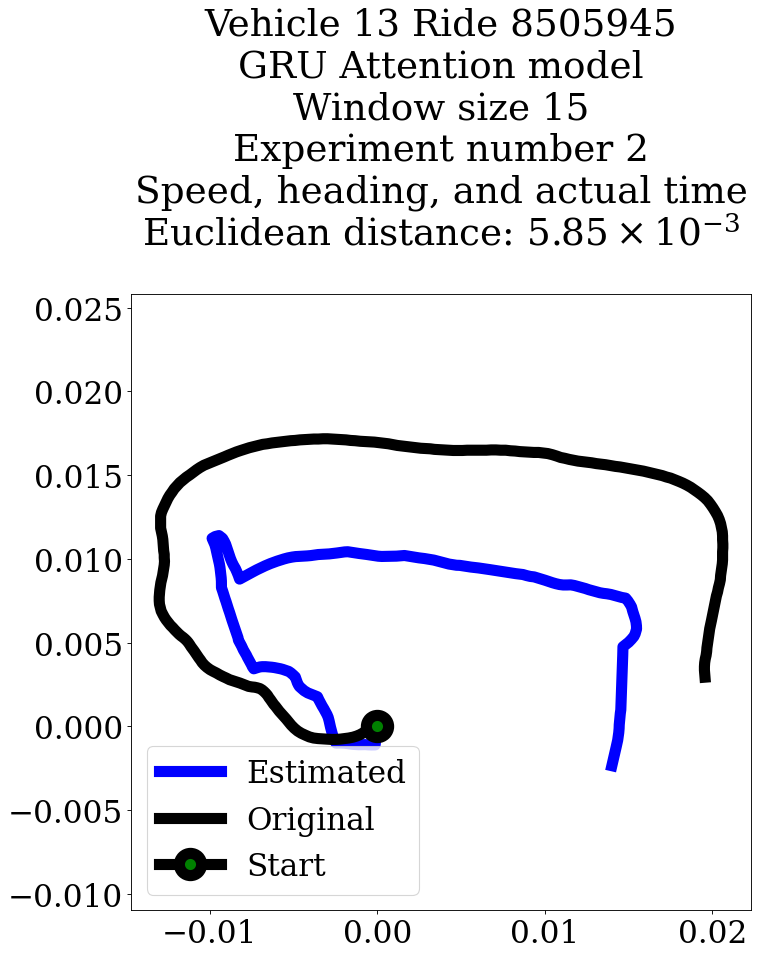 Vehicle 13 Ride 8505945
GRU Attention model
Window size 15
Experiment number 2
Speed, heading, and actual time
Euclidean distance: 5.85 × 10⁻³
0.025
0.020
0.015
0.010
0.005
0.000
−0.005
−0.010
Estimated
Original
Start
−0.01 0.00 0.01 0.02